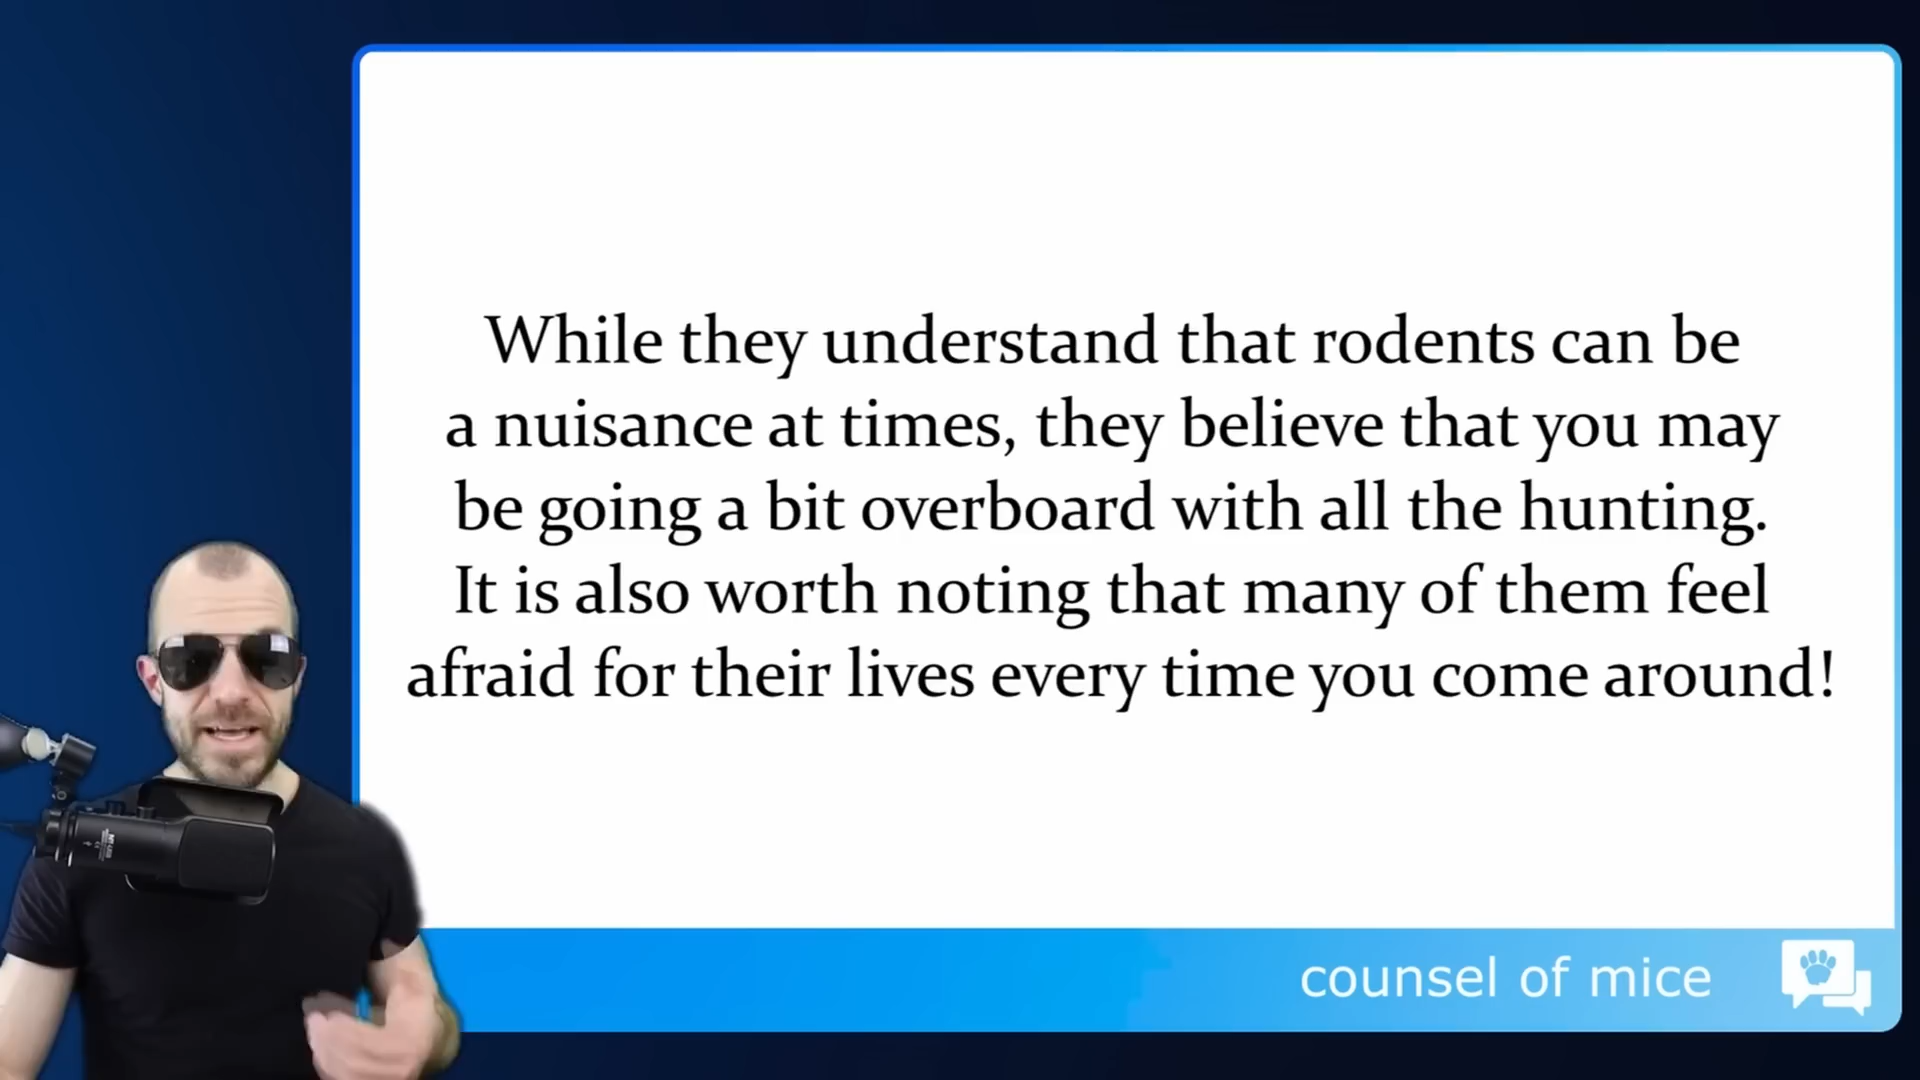 While they understand that rodents can be
a nuisance at times, they believe that you may
be going a bit overboard with all the hunting.
It is also worth noting that many of them feel
afraid for their lives every time you come around!
counsel of mice